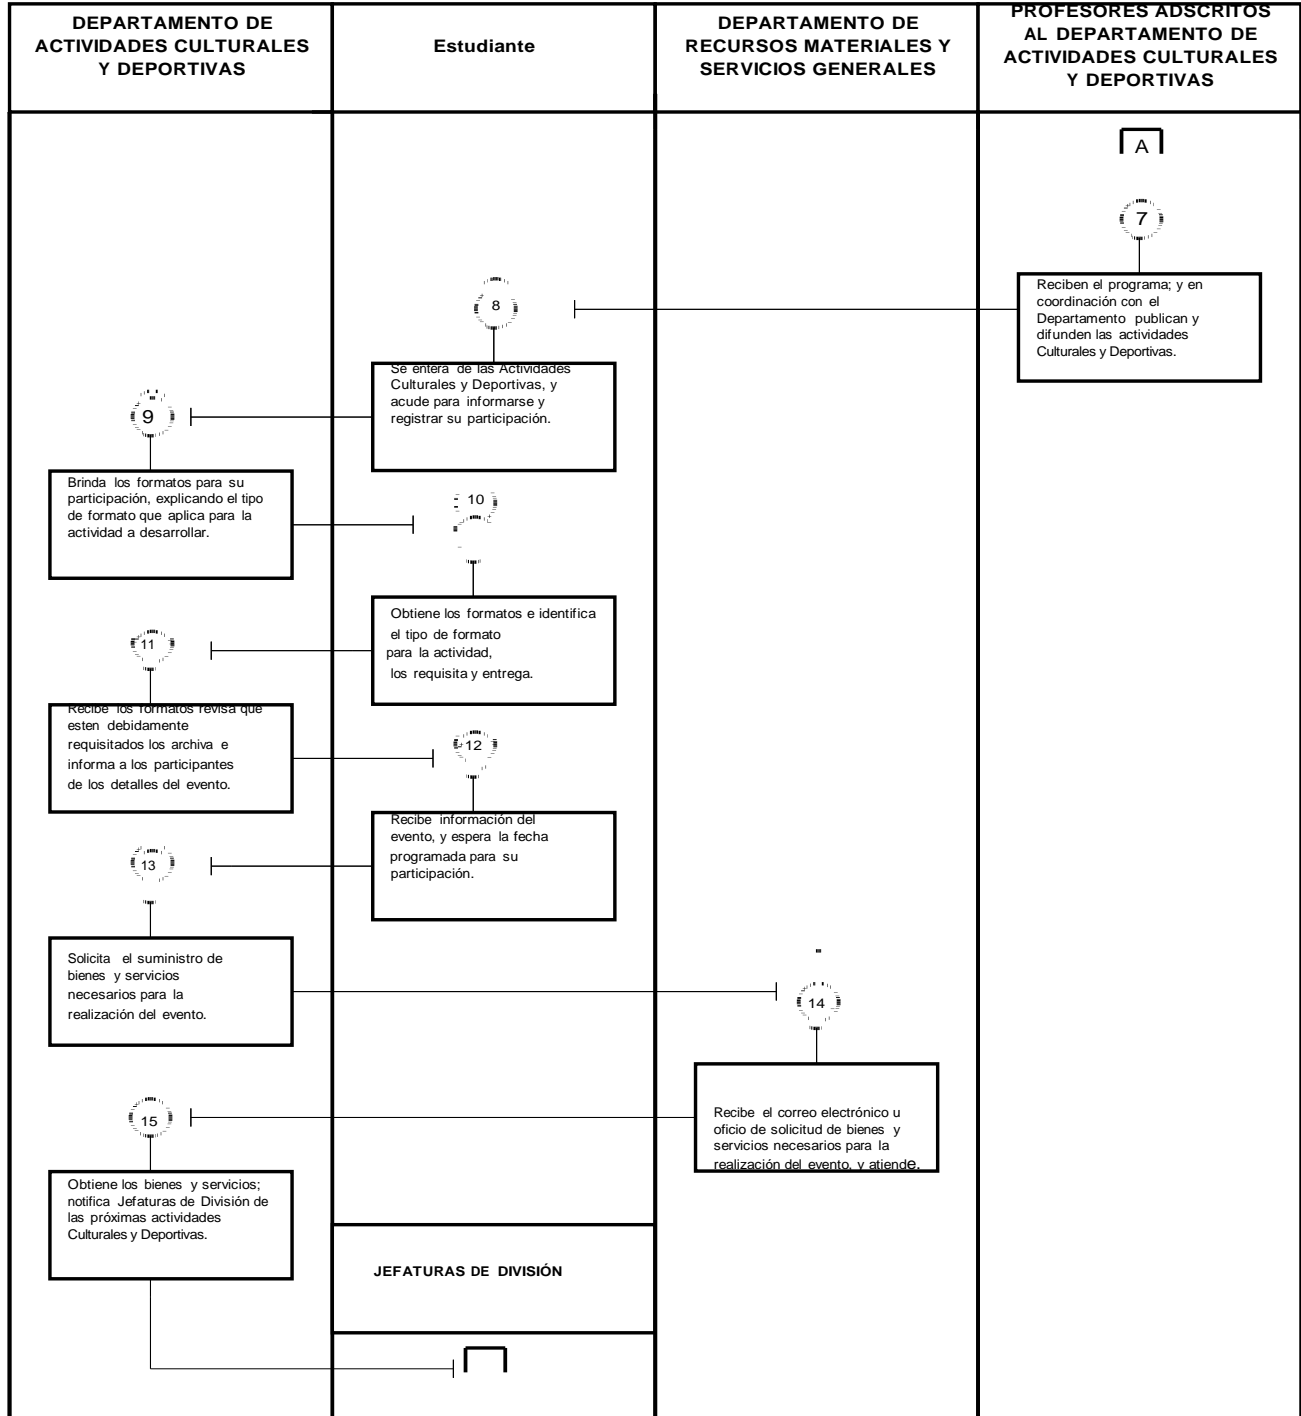 DEPARTAMENTO DE
ACTIVIDADES CULTURALES
Y DEPORTIVAS
Estudiante
DEPARTAMENTO DE
RECURSOS MATERIALES Y
SERVICIOS GENERALES
PROFESORES ADSCRITOS
AL DEPARTAMENTO DE
ACTIVIDADES CULTURALES
Y DEPORTIVAS
A
7
Reciben el programa; y en
coordinación con el
Departamento publican y
difunden las actividades
Culturales y Deportivas.
8
Se entera de las Actividades
Culturales y Deportivas, y
acude para informarse y
registrar su participación.
9
Brinda los formatos para su
participación, explicando el tipo
de formato que aplica para la
actividad a desarrollar.
10
Obtiene los formatos e identifica
el tipo de formato
para la actividad,
los requisita y entrega.
11
Recibe los formatos revisa que
esten debidamente
requisitados los archiva e
informa a los participantes
de los detalles del evento.
12
Recibe información del
evento, y espera la fecha
programada para su
participación.
13
Solicita el suministro de
bienes y servicios
necesarios para la
realización del evento.
14
Recibe el correo electrónico u
oficio de solicitud de bienes y
servicios necesarios para la
realización del evento, y atiende.
15
Obtiene los bienes y servicios;
notifica Jefaturas de División de
las próximas actividades
Culturales y Deportivas.
JEFATURAS DE DIVISIÓN